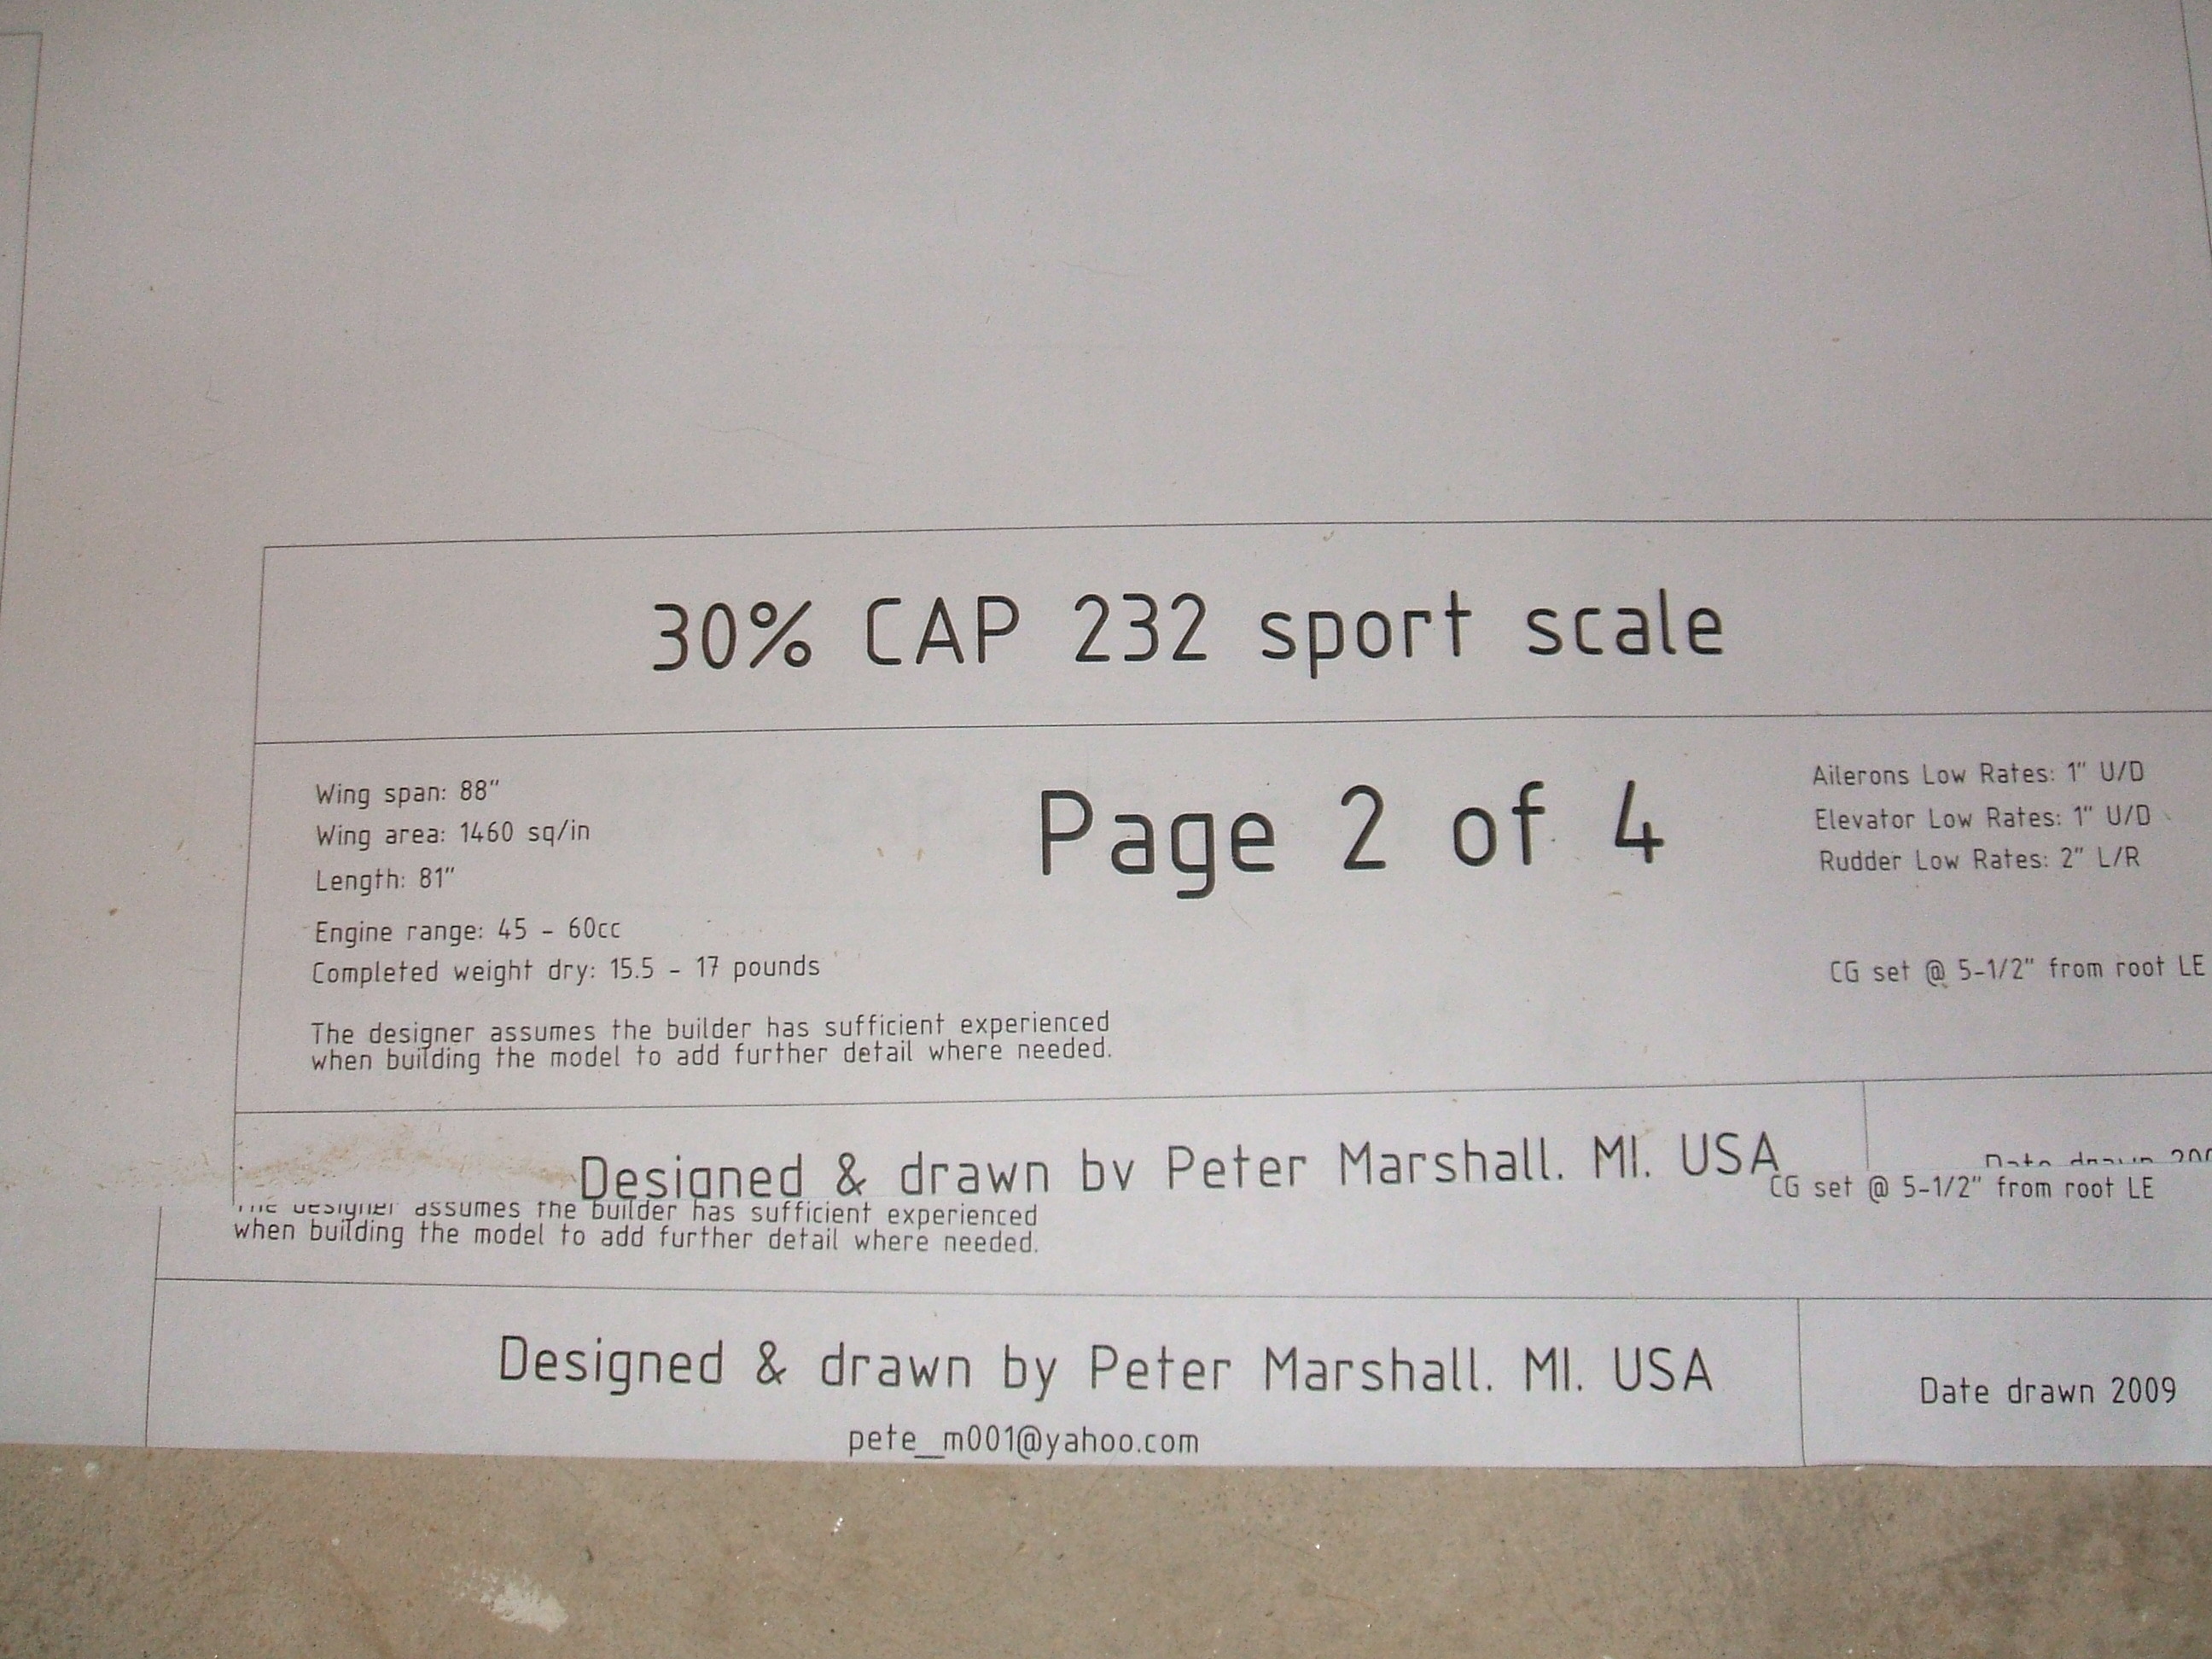 30% CAP 232 sport scale
Wing span: 88"
Wing area: 1460 sq/in
Length: 81"
Engine range: 45 - 60cc
Completed weight dry: 15.5 - 17 pounds
The designer assumes the builder has sufficient experienced
when building the model to add further detail where needed.
Page 2 of 4
Ailerons Low Rates: 1" U/D
Elevator Low Rates: 1" U/D
Rudder Low Rates: 2" L/R
CG set @ 5-1/2" from root LE
Designed & drawn by Peter Marshall. MI. USA
Date drawn 200
CG set @ 5-1/2" from root LE
The designer assumes the builder has sufficient experienced
when building the model to add further detail where needed.
Designed & drawn by Peter Marshall. MI. USA
pete_m001@yahoo.com
Date drawn 2009